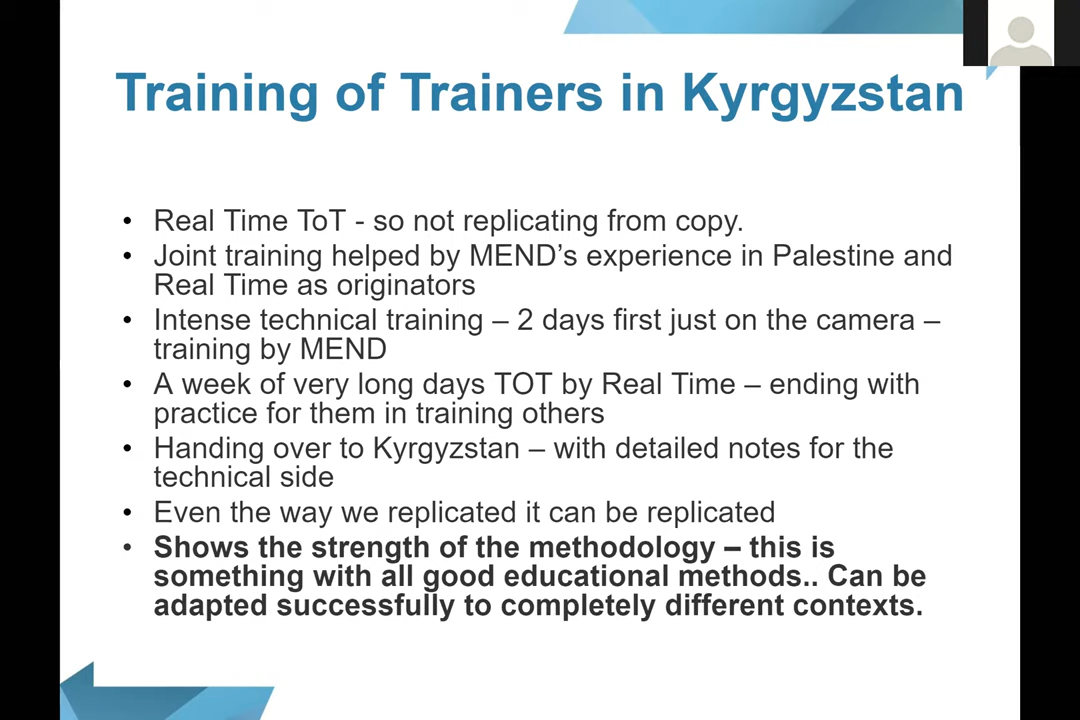 Training of Trainers in Kyrgyzstan
• Real Time ToT - so not replicating from copy.
• Joint training helped by MEND’s experience in Palestine and
Real Time as originators
• Intense technical training – 2 days first just on the camera –
training by MEND
• A week of very long days TOT by Real Time – ending with
practice for them in training others
• Handing over to Kyrgyzstan – with detailed notes for the
technical side
• Even the way we replicated it can be replicated
• Shows the strength of the methodology – this is
something with all good educational methods.. Can be
adapted successfully to completely different contexts.